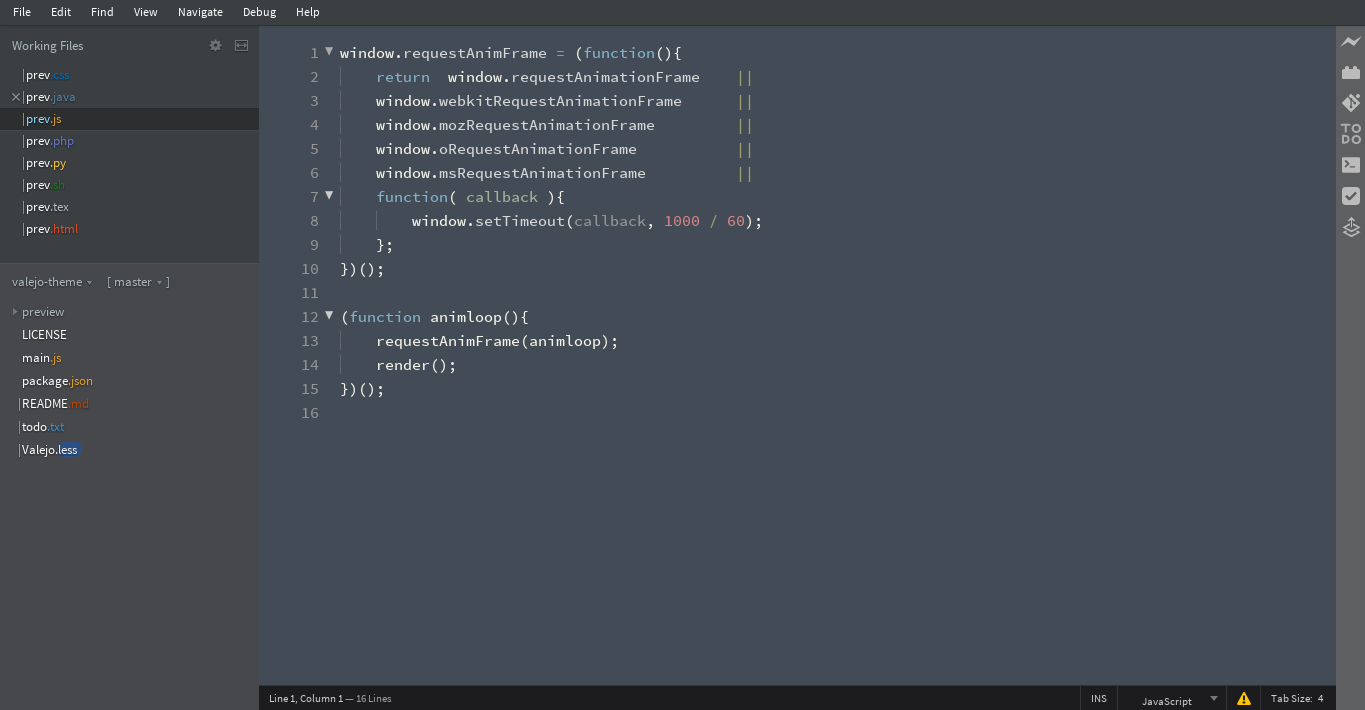 File Edit Find View Navigate Debug Help
Working Files
prev.css
prev.java
prev.js
prev.php
prev.py
prev.sh
prev.tex
prev.html
valejo-theme [ master ]
preview
LICENSE
main.js
package.json
README.md
todo.txt
Valejo.less
1 window.requestAnimFrame = (function(){
2     return  window.requestAnimationFrame    ||
3     window.webkitRequestAnimationFrame      ||
4     window.mozRequestAnimationFrame         ||
5     window.oRequestAnimationFrame           ||
6     window.msRequestAnimationFrame          ||
7     function( callback ){
8         window.setTimeout(callback, 1000 / 60);
9     };
10 })();
11
12 (function animloop(){
13     requestAnimFrame(animloop);
14     render();
15 })();
16
TODO
Line 1, Column 1 — 16 Lines INS JavaScript Tab Size: 4